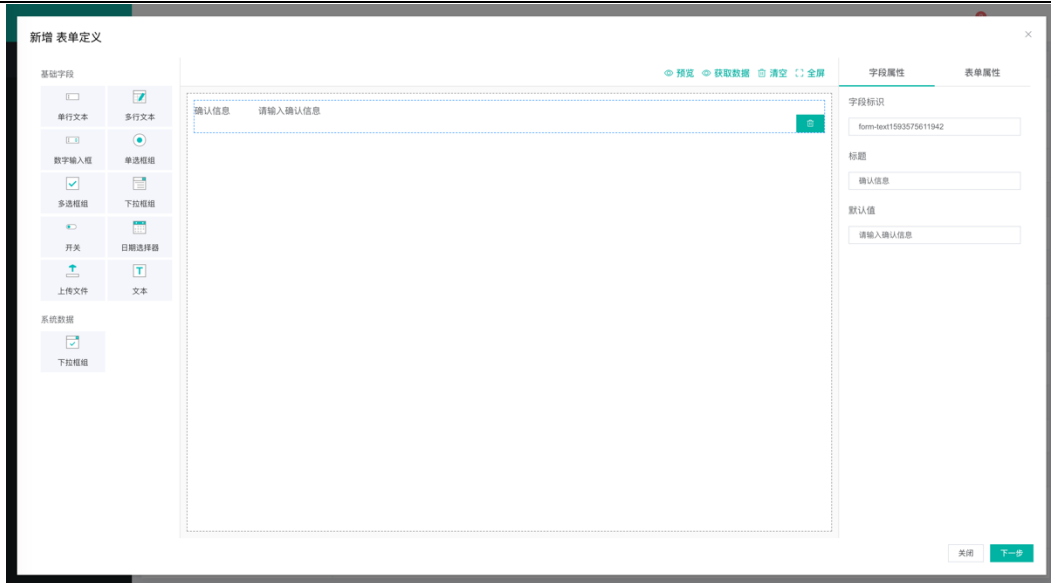 新增 表单定义
基础字段
单行文本 多行文本
数字输入框 单选框组
多选框组 下拉框组
开关 日期选择器
上传文件 文本
系统数据
下拉框组
预览 获取数据 清空 全屏
确认信息 请输入确认信息
字段属性 表单属性
字段标识
form-text1593575611942
标题
确认信息
默认值
请输入确认信息
关闭 下一步